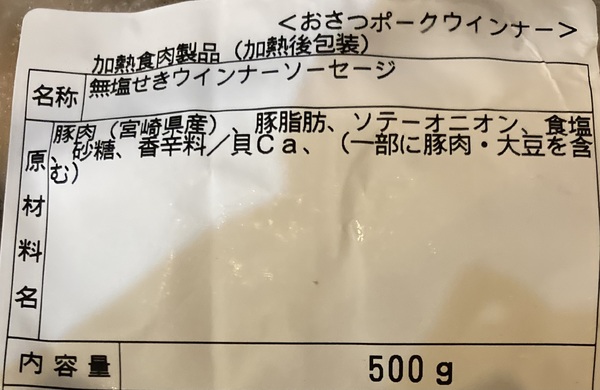 <おさつポークウインナー>
加熱食肉製品（加熱後包装）
名称 無塩せきウインナーソーセージ
原材料名 豚肉（宮崎県産）、豚脂肪、ソテーオニオン、食塩
、砂糖、香辛料／貝Ｃａ、（一部に豚肉・大豆を含
む）
内容量 500ｇ